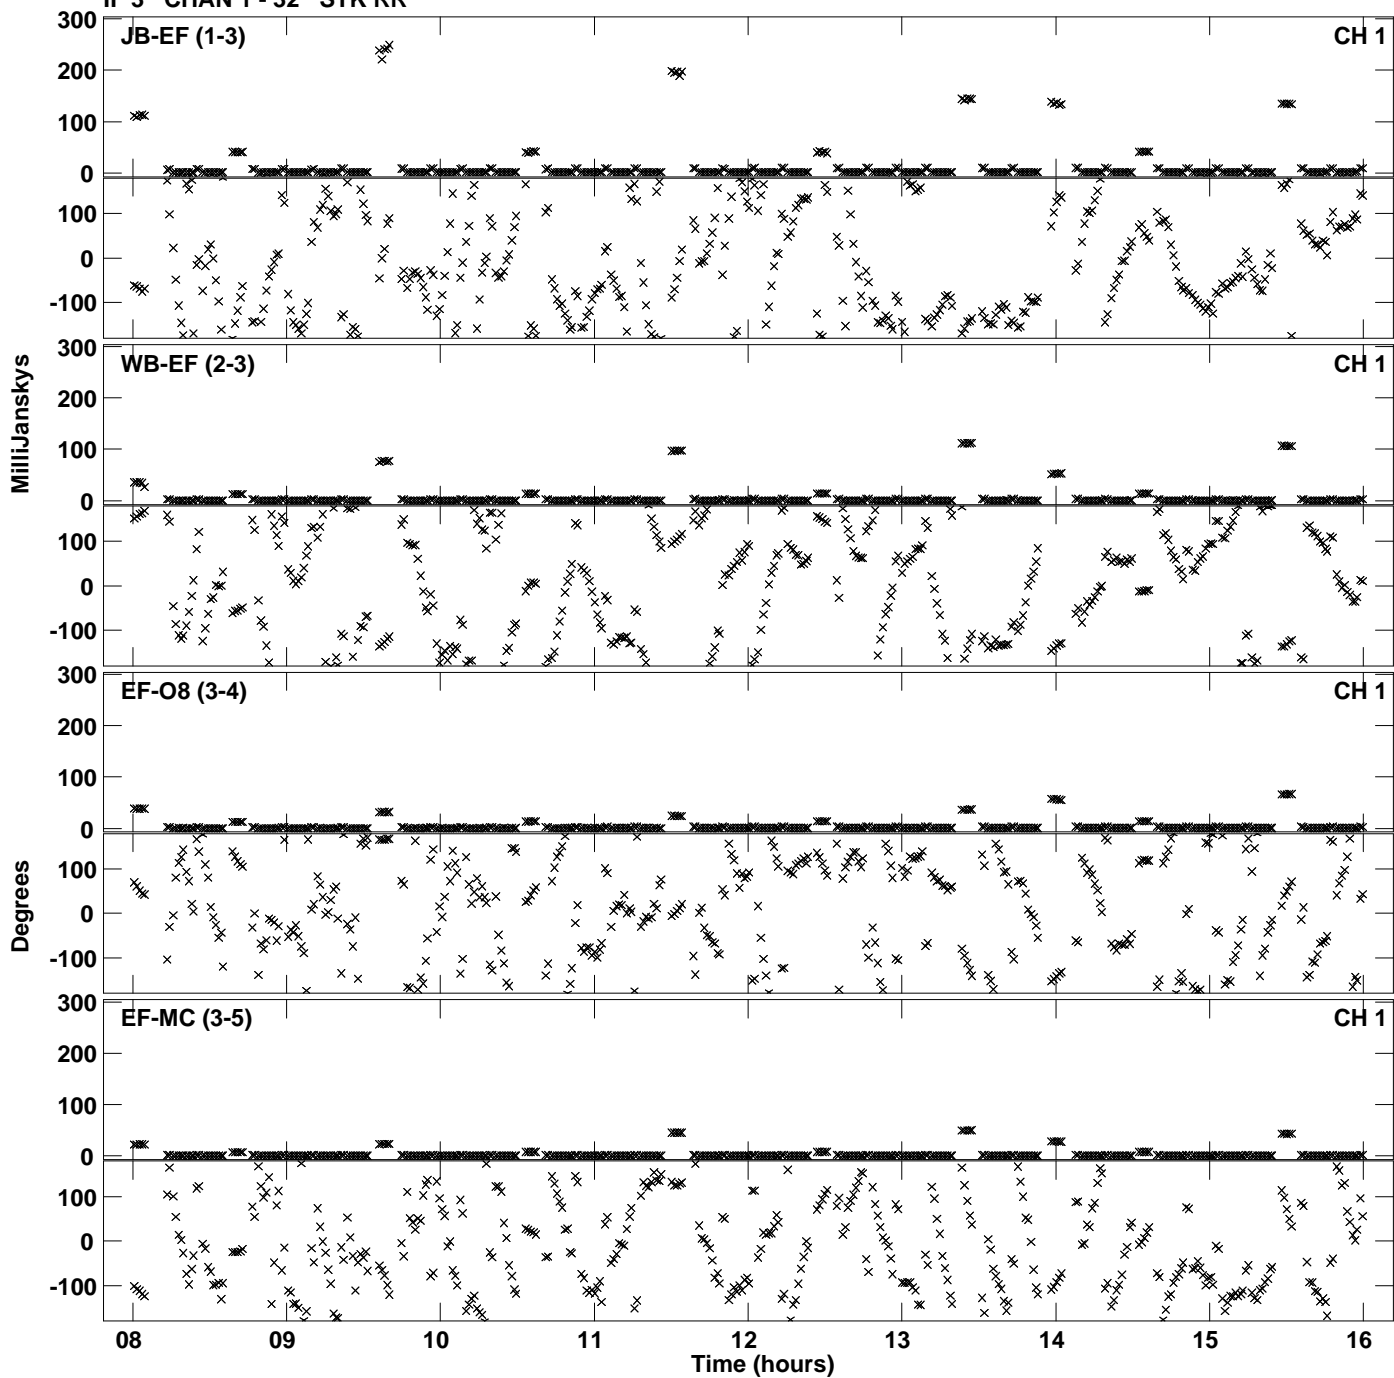 IF 3 CHAN 1 - 32 STK RR
300 JB-EF (1-3) CH 1
200
100
0
100
0
-100
300 WB-EF (2-3) CH 1
200
100
0
100
0
-100
MilliJanskys
300 EF-O8 (3-4) CH 1
200
100
0
100
0
-100
Degrees
300 EF-MC (3-5) CH 1
200
100
0
100
0
-100
08 09 10 11 12 13 14 15 16
Time (hours)